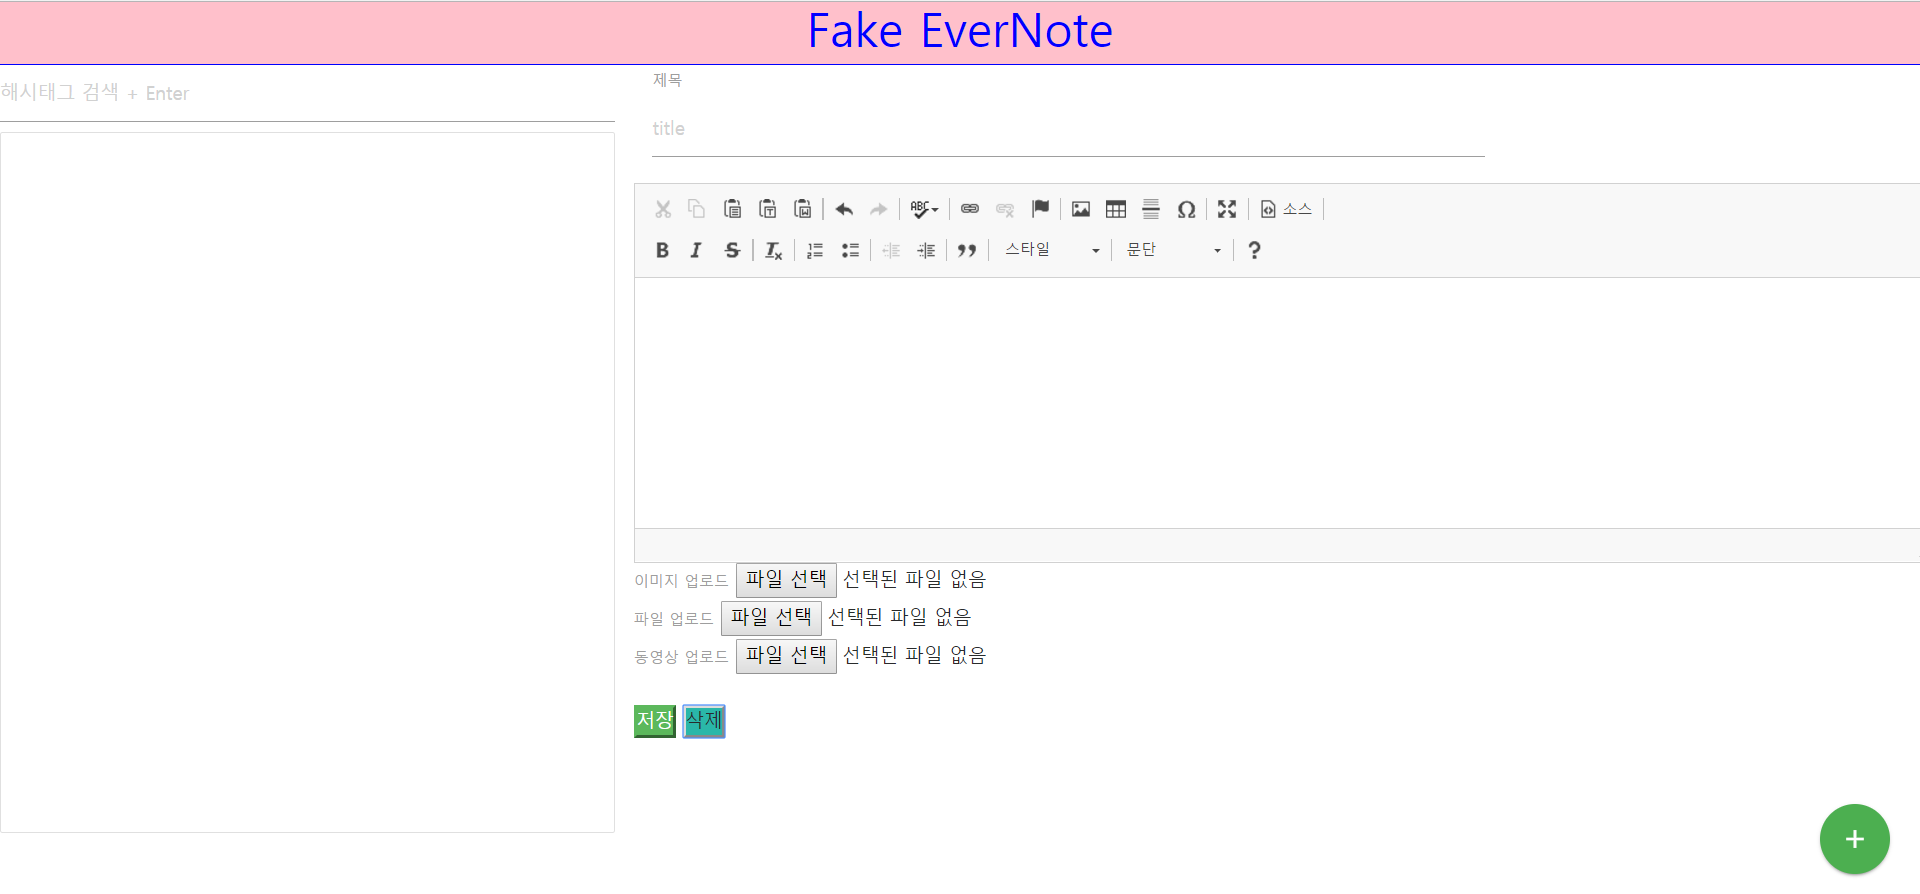 Fake EverNote
해시태그 검색 + Enter
제목
title
ABC
소스
B I S Tx
스타일
문단
?
이미지 업로드 파일 선택 선택된 파일 없음
파일 업로드 파일 선택 선택된 파일 없음
동영상 업로드 파일 선택 선택된 파일 없음
저장 삭제
+